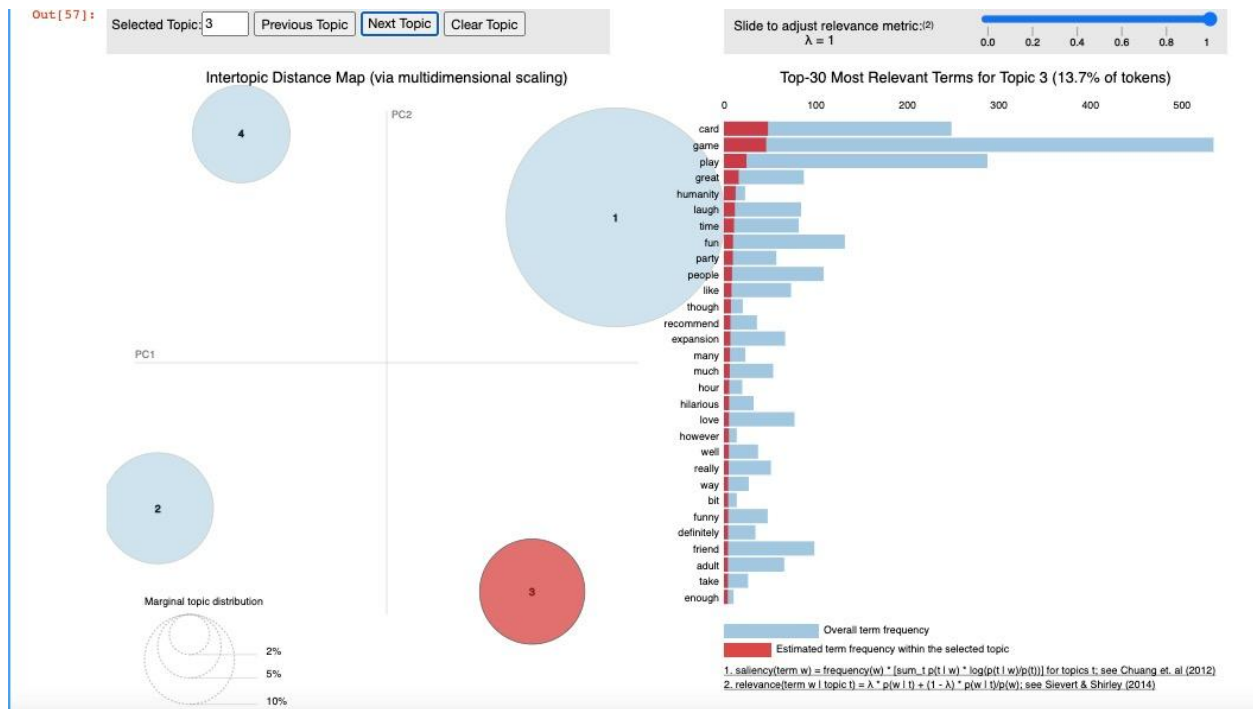 Out[57]:
Selected Topic: 3 Previous Topic Next Topic Clear Topic
Slide to adjust relevance metric:(2)
λ = 1
0.0 0.2 0.4 0.6 0.8 1
Intertopic Distance Map (via multidimensional scaling)
PC2
PC1
4
1
2
3
Marginal topic distribution
2%
5%
10%
Top-30 Most Relevant Terms for Topic 3 (13.7% of tokens)
0 100 200 300 400 500
card
game
play
great
humanity
laugh
time
fun
party
people
like
though
recommend
expansion
many
much
hour
hilarious
love
however
well
really
way
bit
funny
definitely
friend
adult
take
enough
Overall term frequency
Estimated term frequency within the selected topic
1. saliency(term w) = frequency(w) * [sum_t p(t | w) * log(p(t | w)/p(t))] for topics t; see Chuang et. al (2012)
2. relevance(term w | topic t) = λ * p(w | t) + (1 - λ) * p(w | t)/p(w); see Sievert & Shirley (2014)